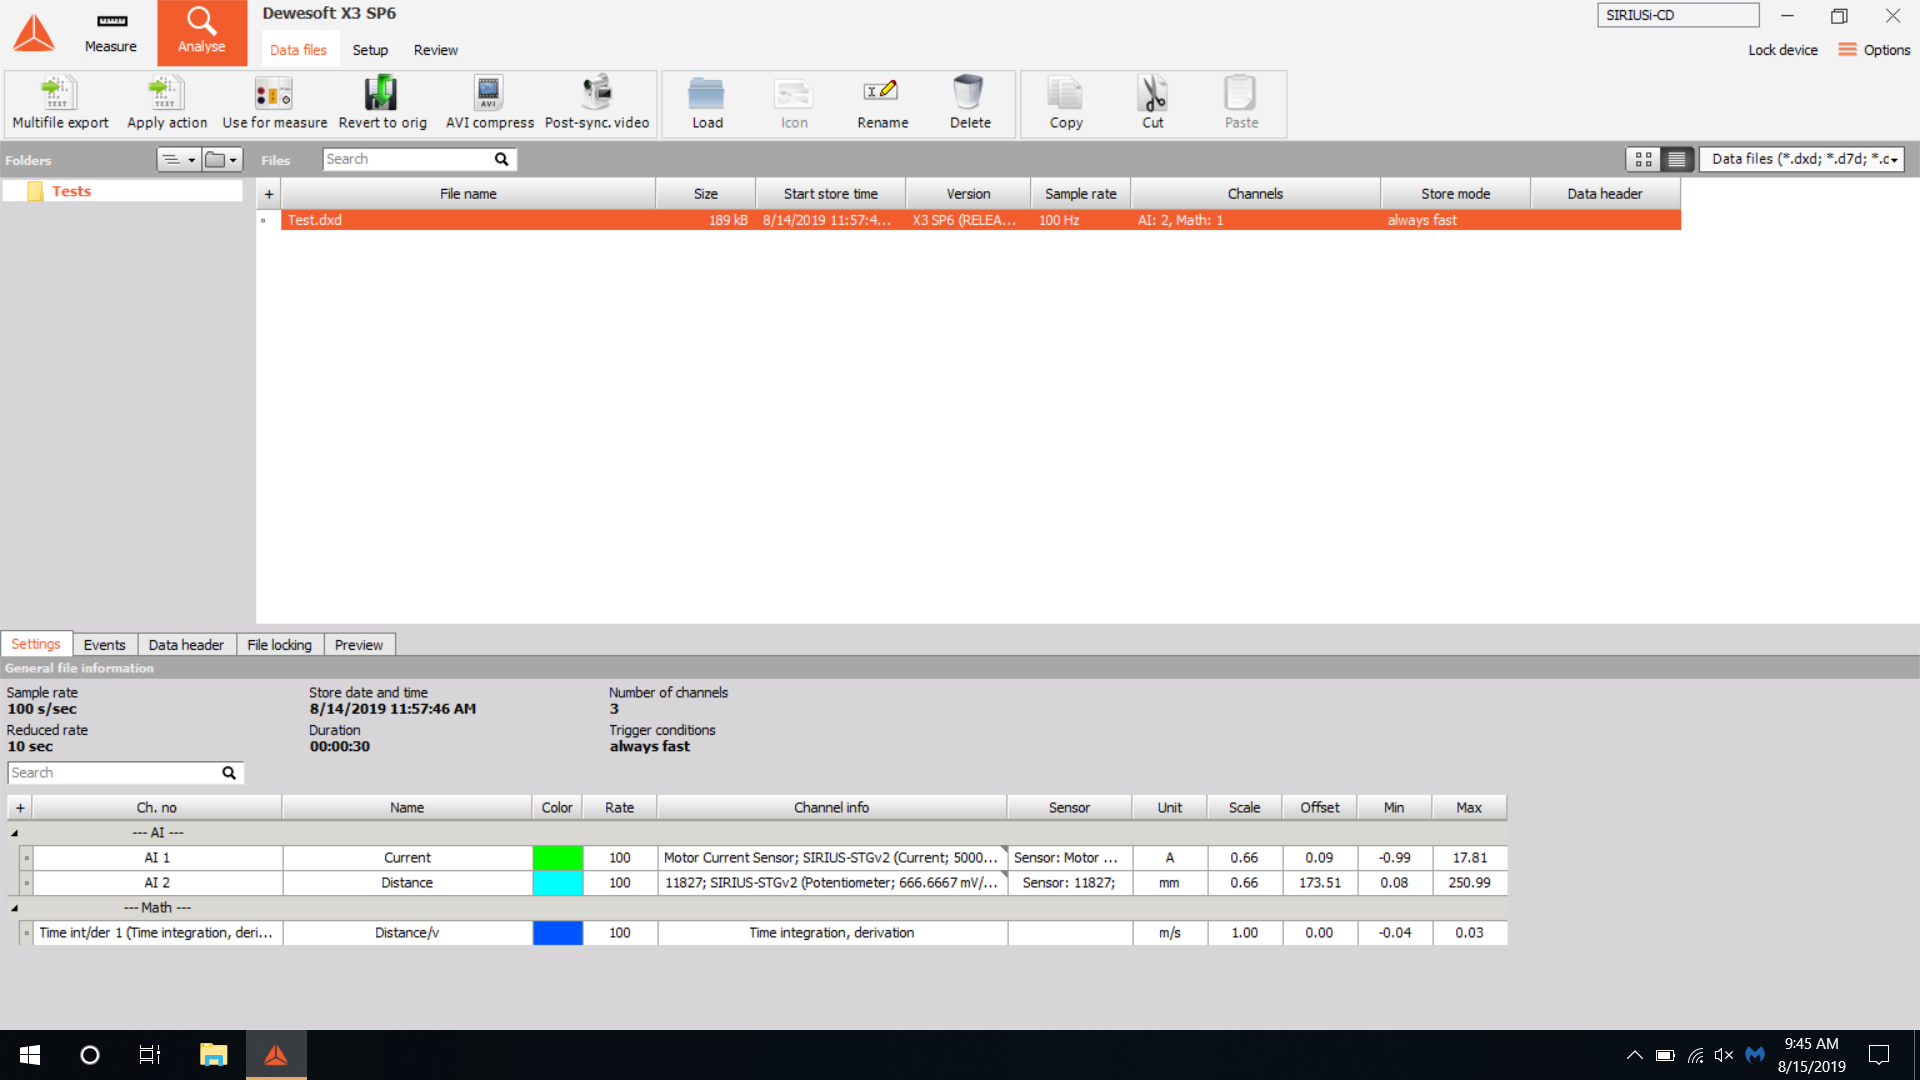 Dewesoft X3 SP6
SIRIUSi-CD
Measure
Analyse
Data files Setup Review
Lock device Options
Multifile export Apply action Use for measure Revert to orig AVI compress Post-sync. video Load Icon Rename Delete Copy Cut Paste
Folders Files Search Data files (*.dxd; *.d7d; *.c
Tests
+ File name Size Start store time Version Sample rate Channels Store mode Data header
Test.dxd 189 kB 8/14/2019 11:57:4... X3 SP6 (RELEA... 100 Hz AI: 2, Math: 1 always fast
Settings Events Data header File locking Preview
General file information
Sample rate Store date and time Number of channels
100 s/sec 8/14/2019 11:57:46 AM 3
Reduced rate Duration Trigger conditions
10 sec 00:00:30 always fast
Search
+ Ch. no Name Color Rate Channel info Sensor Unit Scale Offset Min Max
--- AI ---
AI 1 Current 100 Motor Current Sensor; SIRIUS-STGv2 (Current; 5000... Sensor: Motor ... A 0.66 0.09 -0.99 17.81
AI 2 Distance 100 11827; SIRIUS-STGv2 (Potentiometer; 666.6667 mV/... Sensor: 11827; mm 0.66 173.51 0.08 250.99
--- Math ---
Time int/der 1 (Time integration, deri... Distance/v 100 Time integration, derivation m/s 1.00 0.00 -0.04 0.03
9:45 AM
8/15/2019